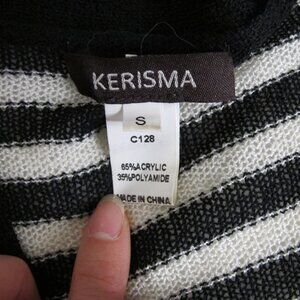 KERISMA
S
C128
65%ACRYLIC
35%POLYAMIDE
MADE IN CHINA